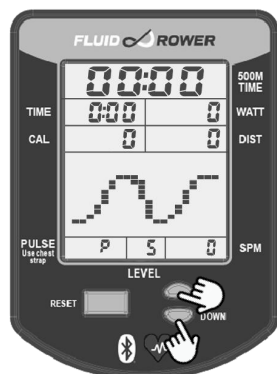 FLUID ROWER
00:00
500M
TIME
TIME 0:00 0 WATT
CAL 0 0 DIST
PULSE
Use chest
strap
P 5 0 SPM
LEVEL
RESET
DOWN